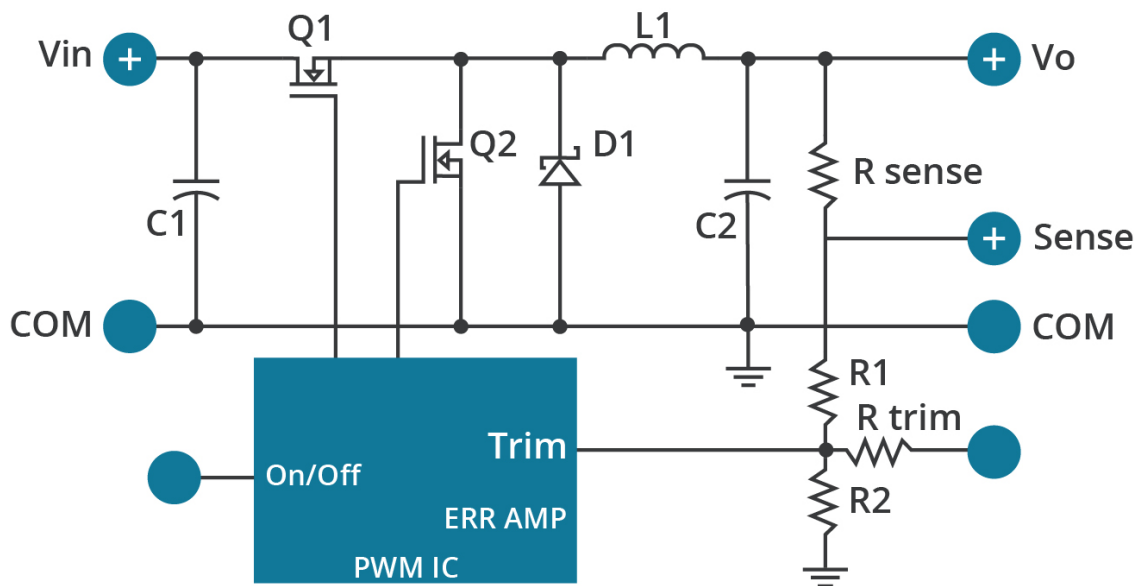 Q1
L1
Vin
+
+
Vo
Q2
D1
R sense
C1
C2
+
Sense
COM
COM
R1
R trim
Trim
On/Off
R2
ERR AMP
PWM IC